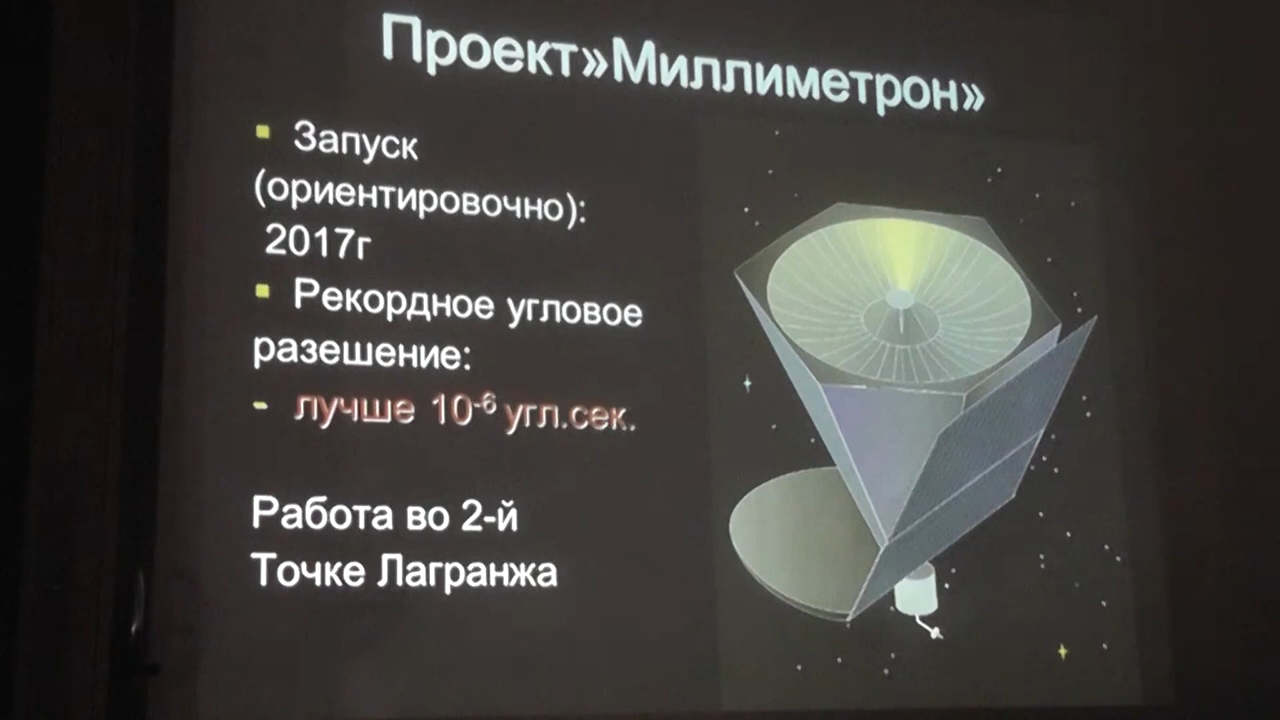 Проект»Миллиметрон»
▪ Запуск
(ориентировочно):
2017г
▪ Рекордное угловое
разешение:
- лучше 10⁻⁶ угл.сек.
Работа во 2-й
Точке Лагранжа